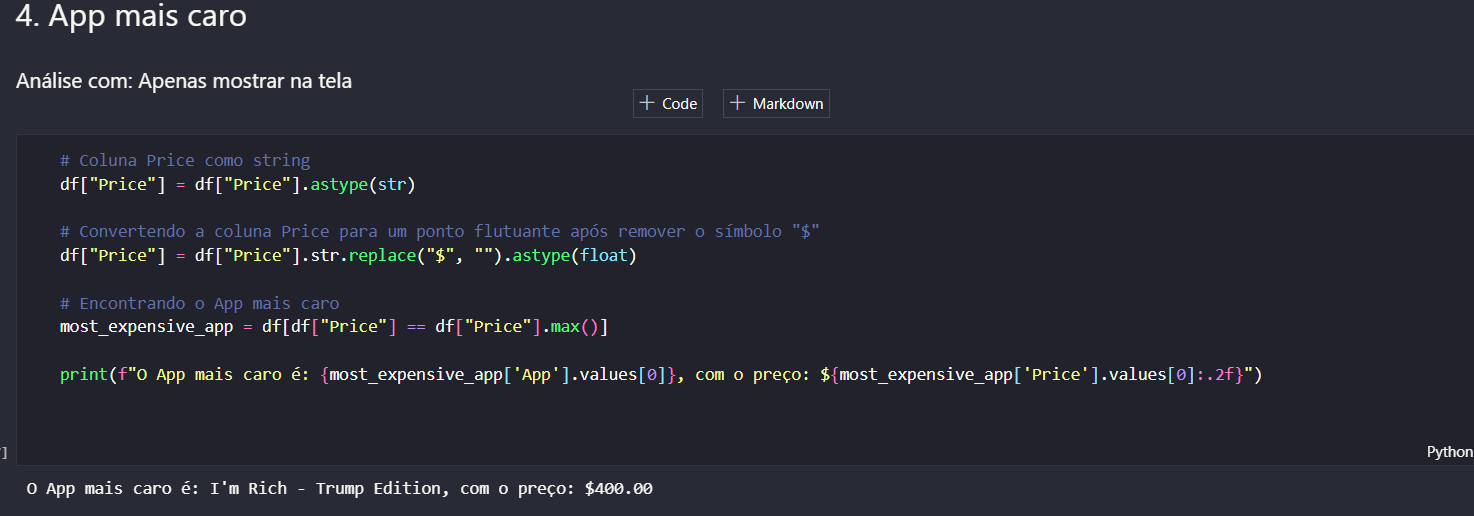 4. App mais caro
Análise com: Apenas mostrar na tela
+ Code + Markdown
# Coluna Price como string
df["Price"] = df["Price"].astype(str)
# Convertendo a coluna Price para um ponto flutuante após remover o símbolo "$"
df["Price"] = df["Price"].str.replace("$", "").astype(float)
# Encontrando o App mais caro
most_expensive_app = df[df["Price"] == df["Price"].max()]
print(f"O App mais caro é: {most_expensive_app['App'].values[0]}, com o preço: ${most_expensive_app['Price'].values[0]:.2f}")
]
Python
O App mais caro é: I'm Rich - Trump Edition, com o preço: $400.00